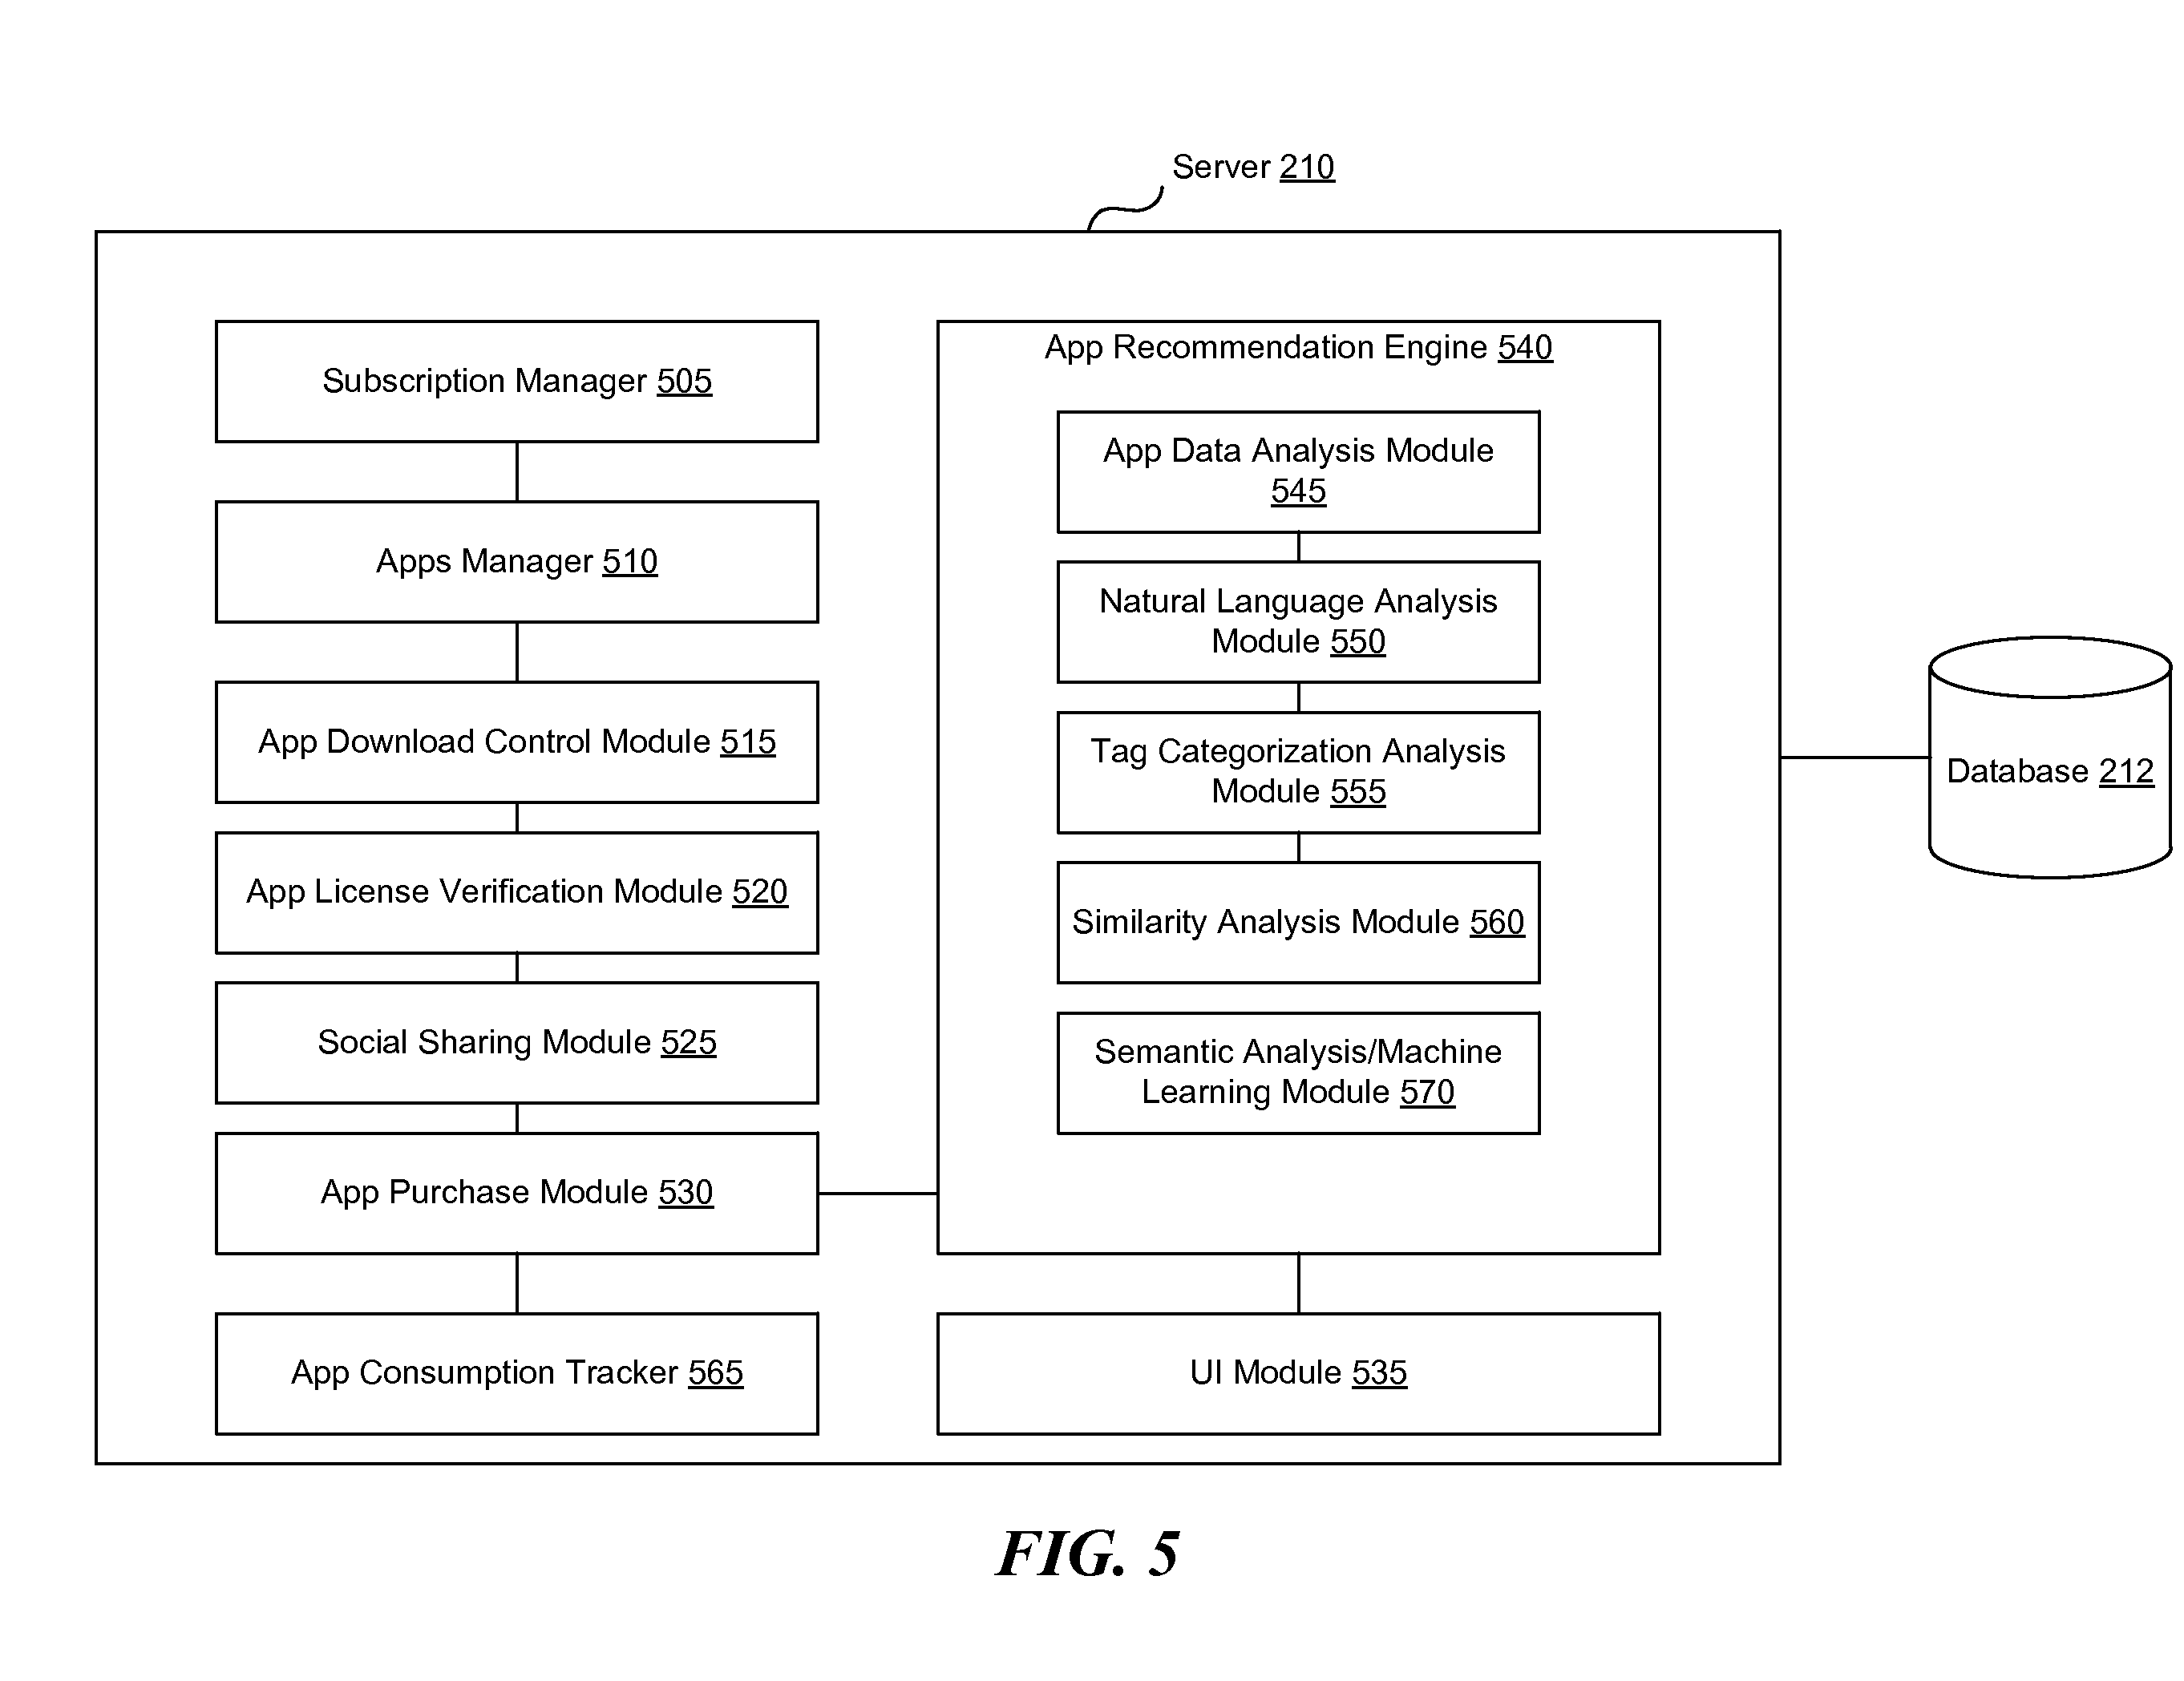 Server 210
Subscription Manager 505
Apps Manager 510
App Download Control Module 515
App License Verification Module 520
Social Sharing Module 525
App Purchase Module 530
App Consumption Tracker 565
App Recommendation Engine 540
App Data Analysis Module
545
Natural Language Analysis
Module 550
Tag Categorization Analysis
Module 555
Similarity Analysis Module 560
Semantic Analysis/Machine
Learning Module 570
UI Module 535
Database 212
FIG. 5